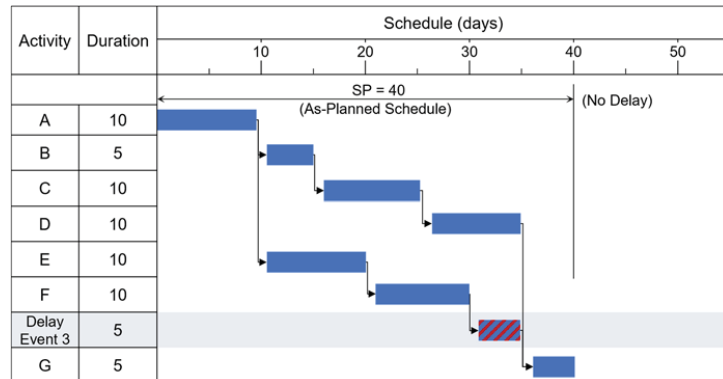 Activity Duration Schedule (days)
10 20 30 40 50
SP = 40
(As-Planned Schedule) (No Delay)
A 10
B 5
C 10
D 10
E 10
F 10
Delay
Event 3 5
G 5